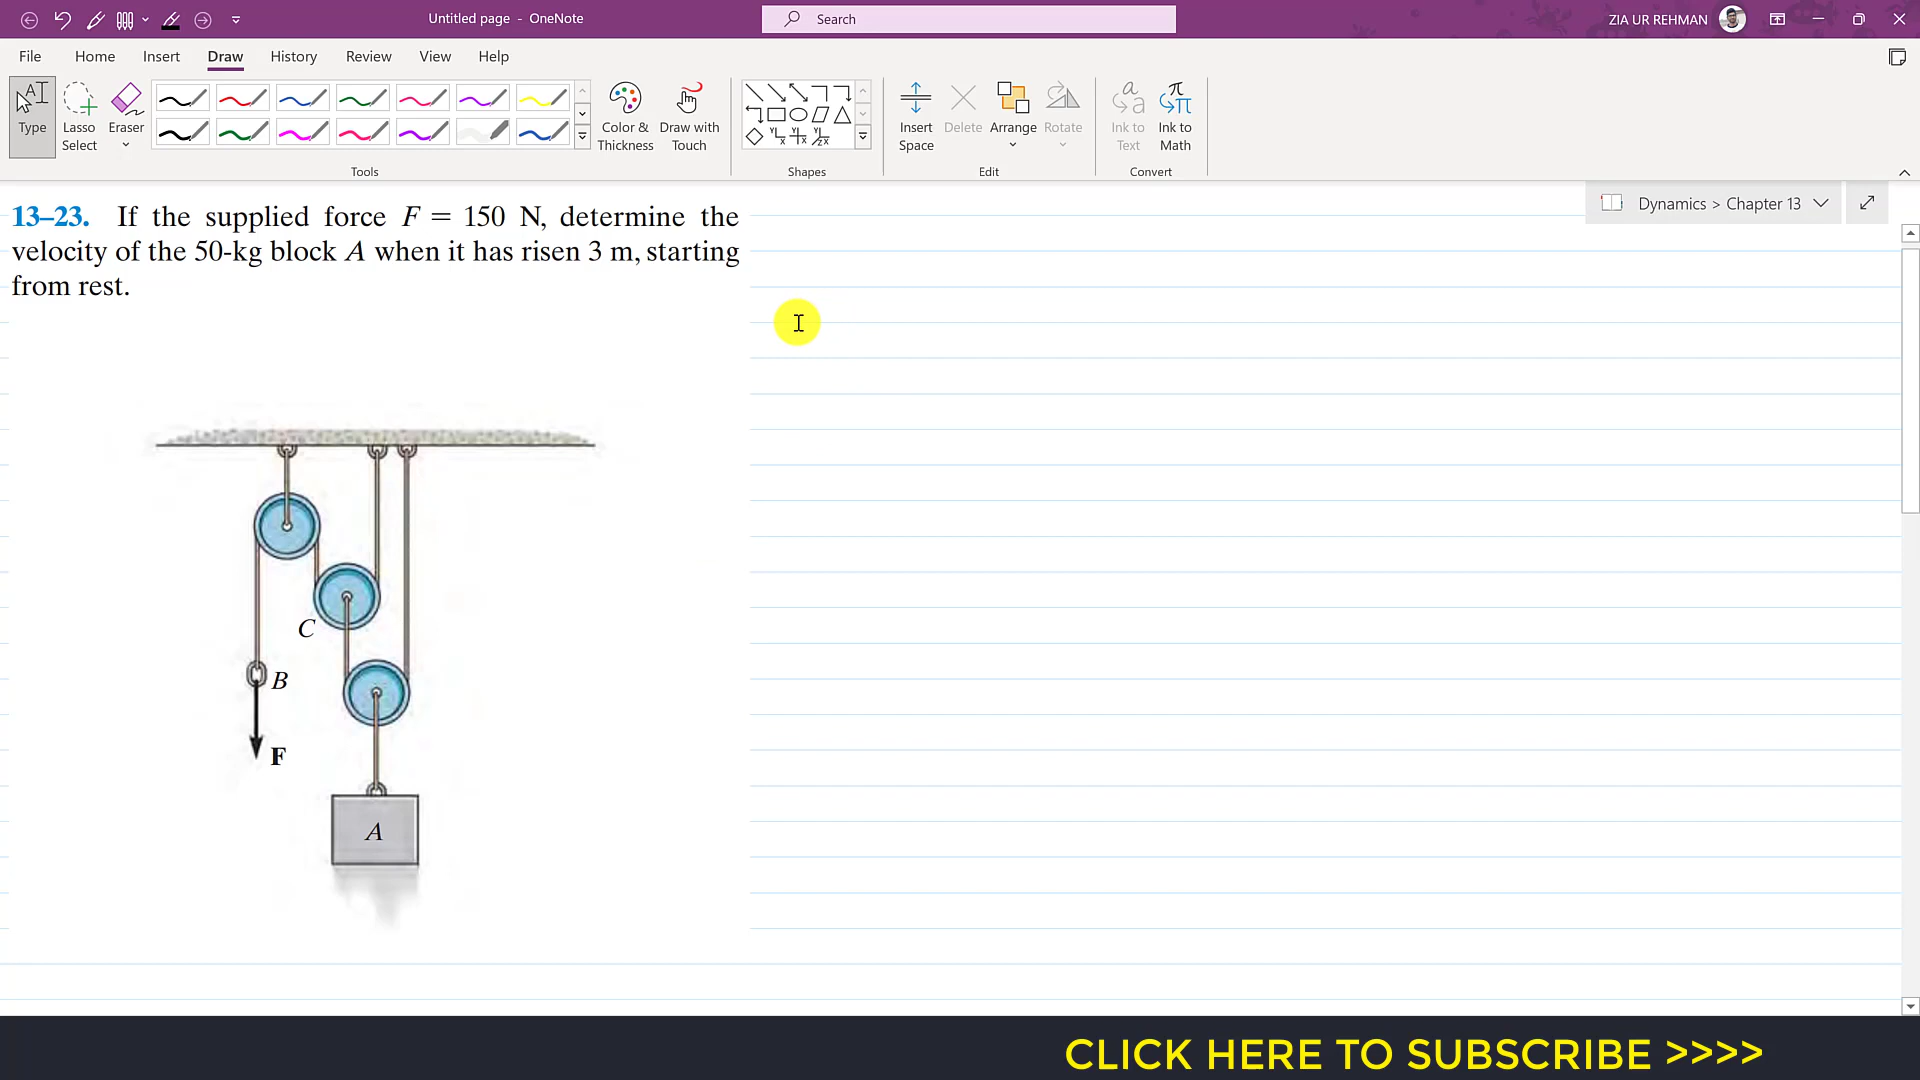 Untitled page - OneNote
Search
ZIA UR REHMAN
File Home Insert Draw History Review View Help
Type
Lasso Select
Eraser
Color & Thickness
Draw with Touch
Insert Space
Delete
Arrange
Rotate
Ink to Text
Ink to Math
Tools Shapes Edit Convert
Dynamics > Chapter 13
13–23. If the supplied force F = 150 N, determine the
velocity of the 50-kg block A when it has risen 3 m, starting
from rest.
C
B
F
A
CLICK HERE TO SUBSCRIBE >>>>